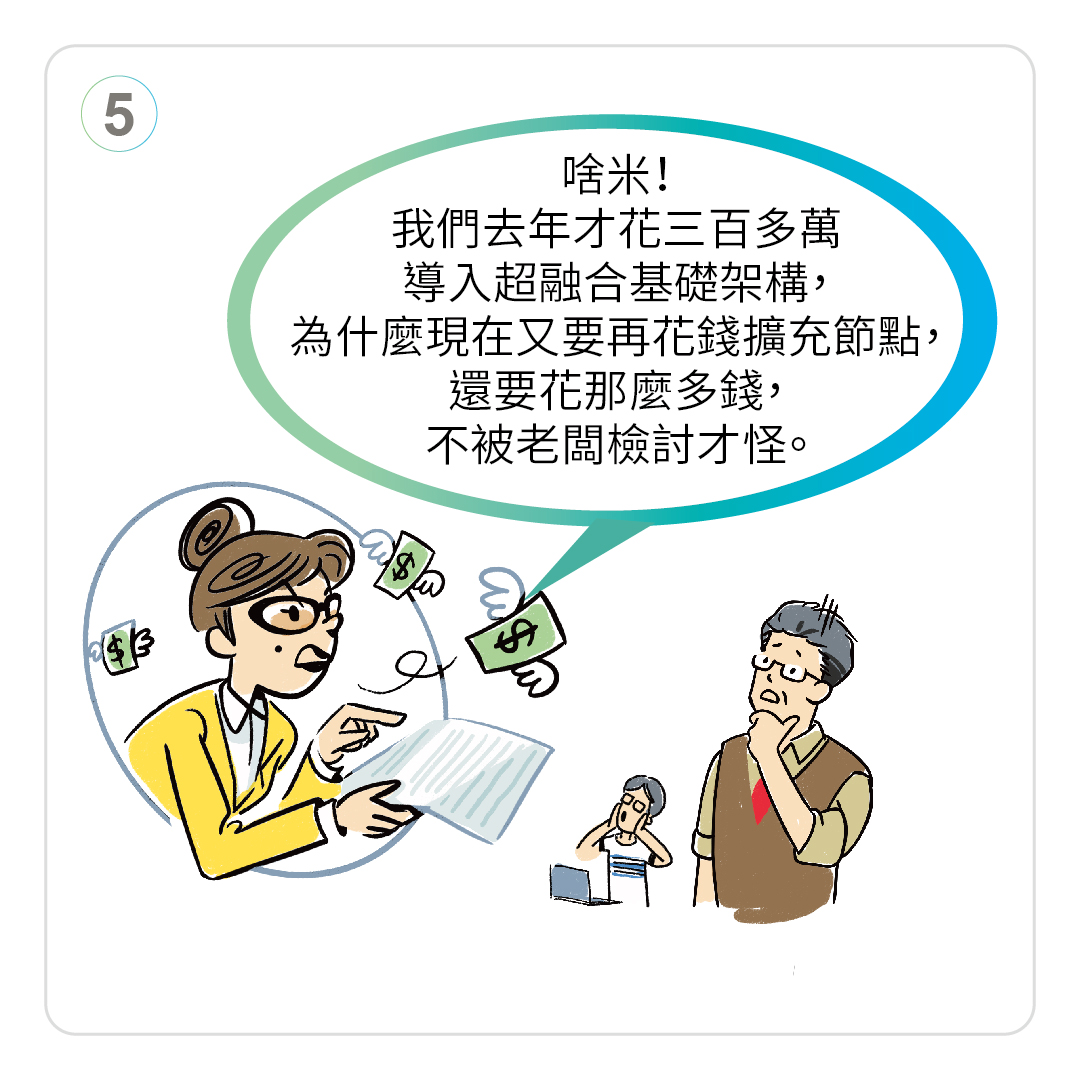 5
啥米！
我們去年才花三百多萬
導入超融合基礎架構，
為什麼現在又要再花錢擴充節點，
還要花那麼多錢，
不被老闆檢討才怪。
$
$
$